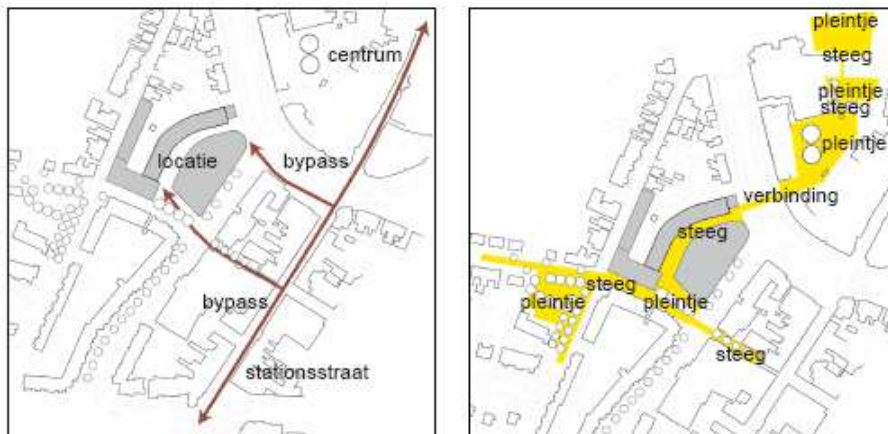 centrum
locatie
bypass
bypass
stationsstraat
pleintje
steeg
pleintje
steeg
pleintje
verbinding
steeg
steeg
pleintje
pleintje
steeg